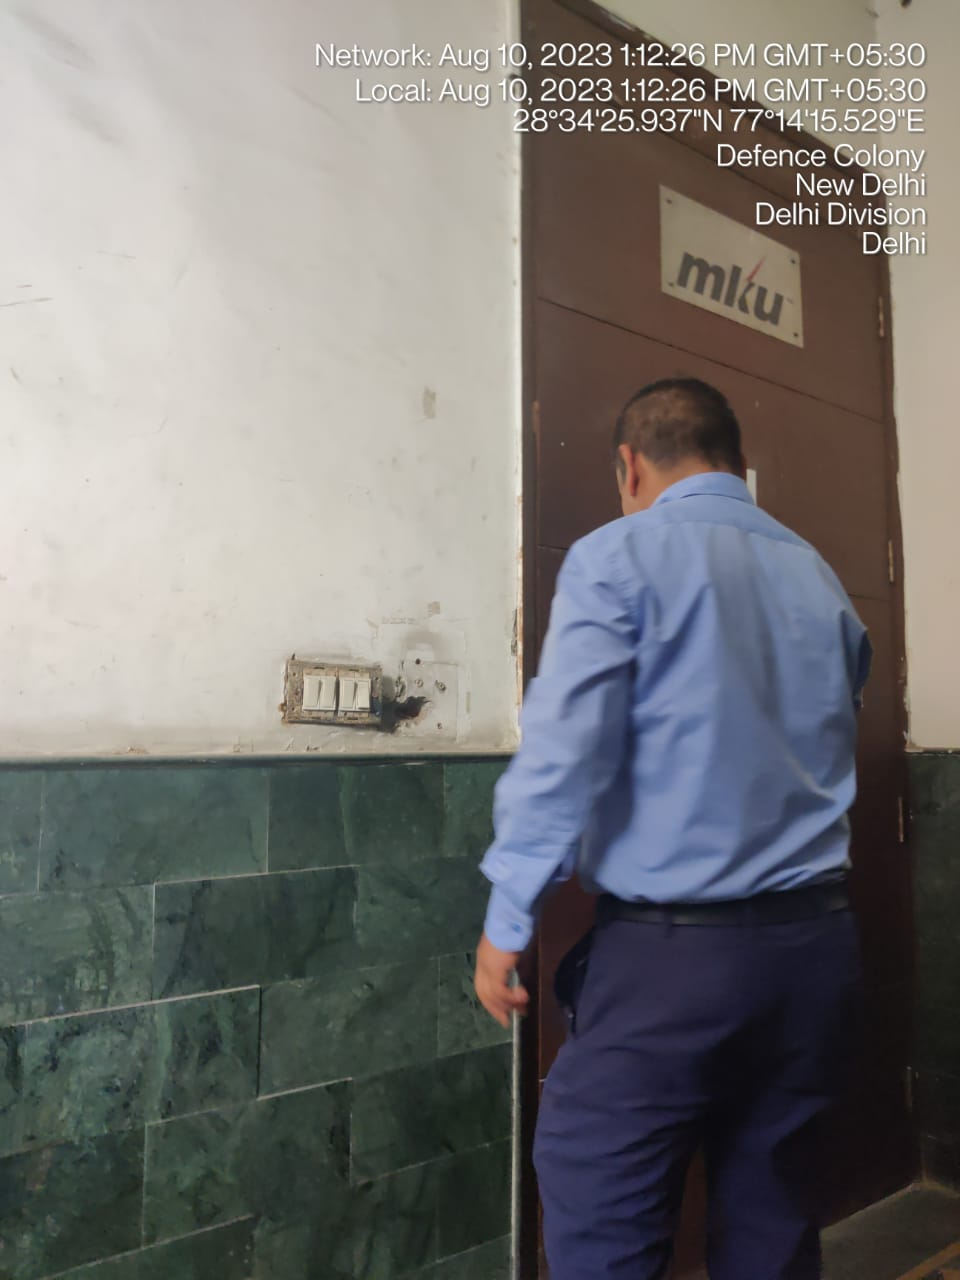 Network: Aug 10, 2023 1:12:26 PM GMT+05:30
Local: Aug 10, 2023 1:12:26 PM GMT+05:30
28°34'25.937"N 77°14'15.529"E
Defence Colony
New Delhi
Delhi Division
Delhi
mku